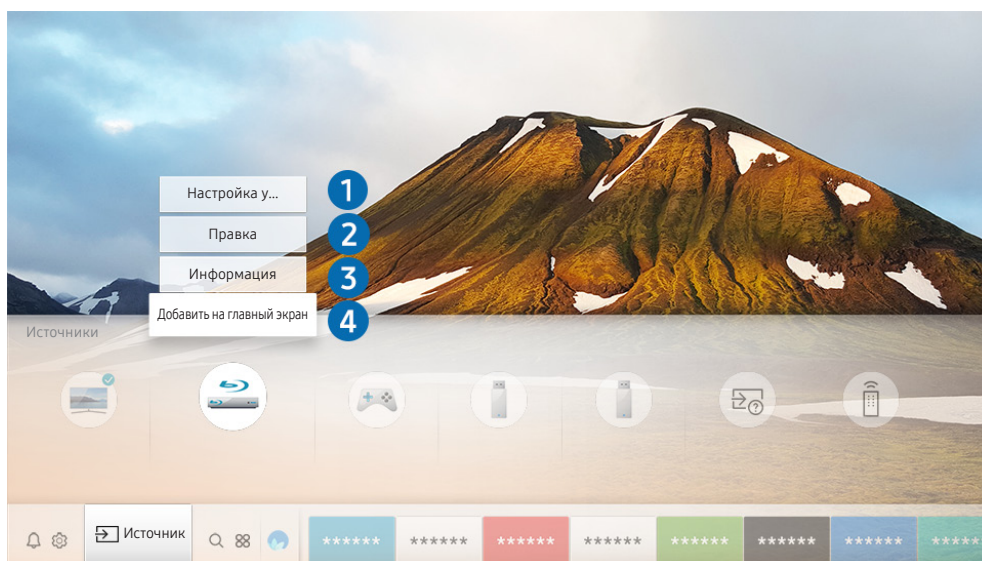 Настройка у...
1
Правка
2
Информация
3
Добавить на главный экран
4
Источники
Источник
****** ****** ****** ****** ****** ****** ****** *****